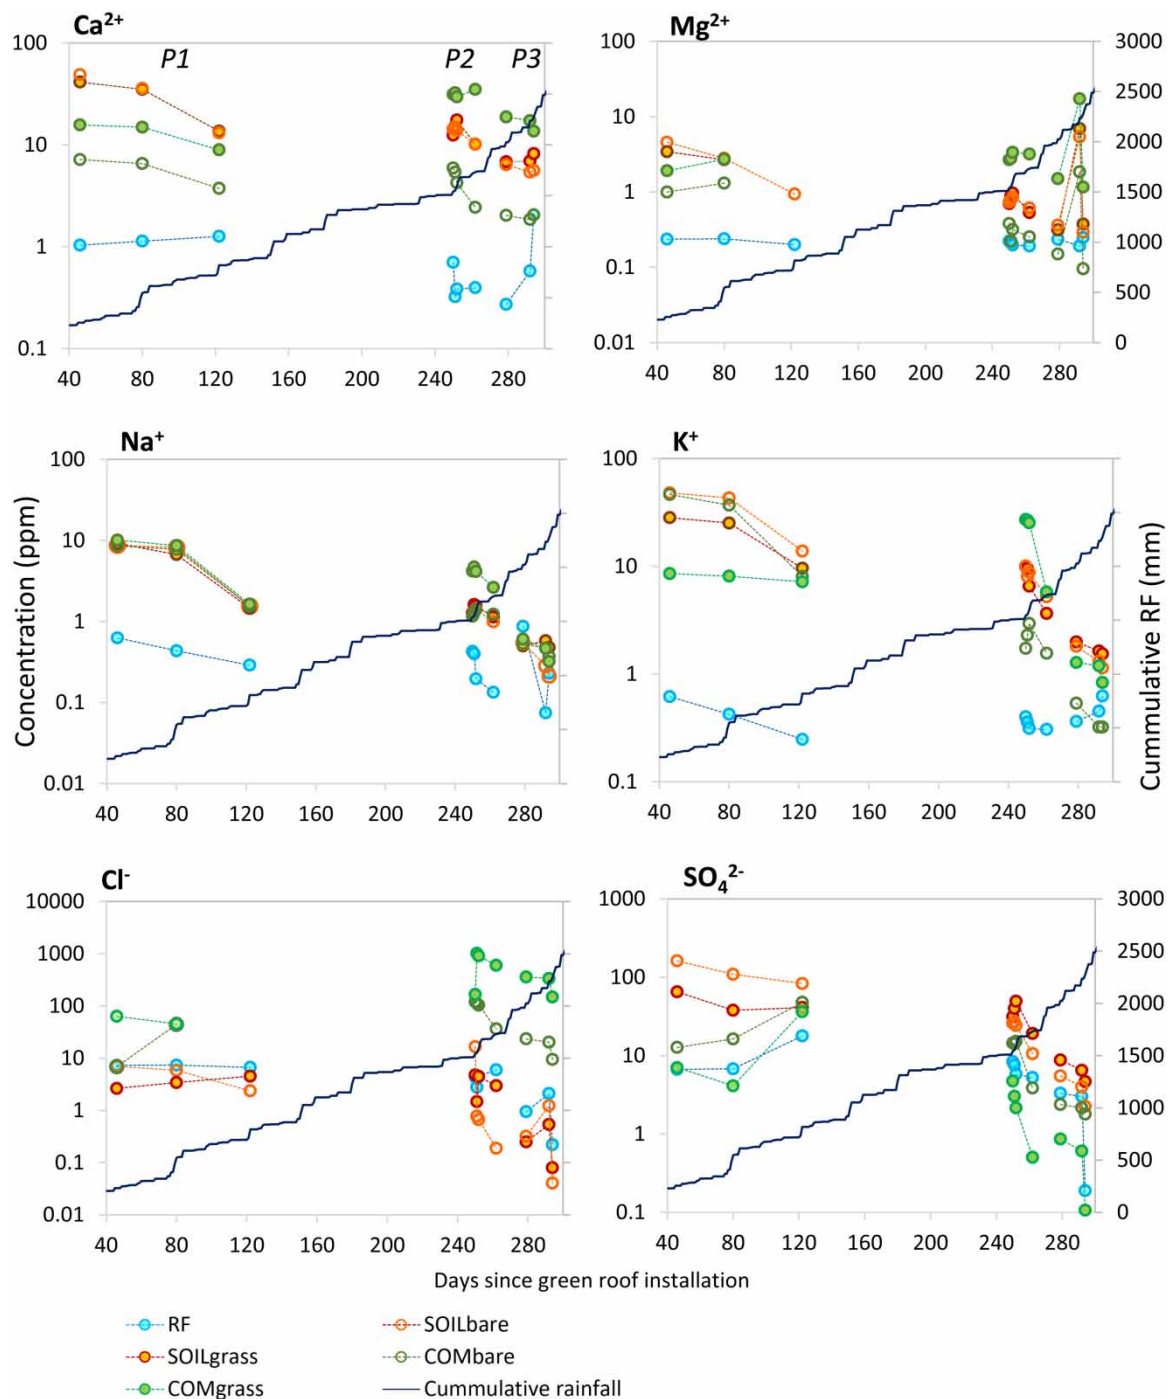 Ca²⁺ Mg²⁺
P1 P2 P3
100 100 3000
10 10 2500
1 1 2000
0.1 0.1 1500
0.01 1000
500
0
40 80 120 160 200 240 280 40 80 120 160 200 240 280
Na⁺ K⁺
100 100
10 10
1 1
0.1 0.1
0.01
40 80 120 160 200 240 280 40 80 120 160 200 240 280
Concentration (ppm)
Cummulative RF (mm)
Cl⁻ SO₄²⁻
10000 1000 3000
1000 100 2500
100 10 2000
10 1 1500
1 0.1 1000
0.1 500
0.01 0
40 80 120 160 200 240 280 40 80 120 160 200 240 280
Days since green roof installation
RF SOILbare
SOILgrass COMbare
COMgrass Cummulative rainfall